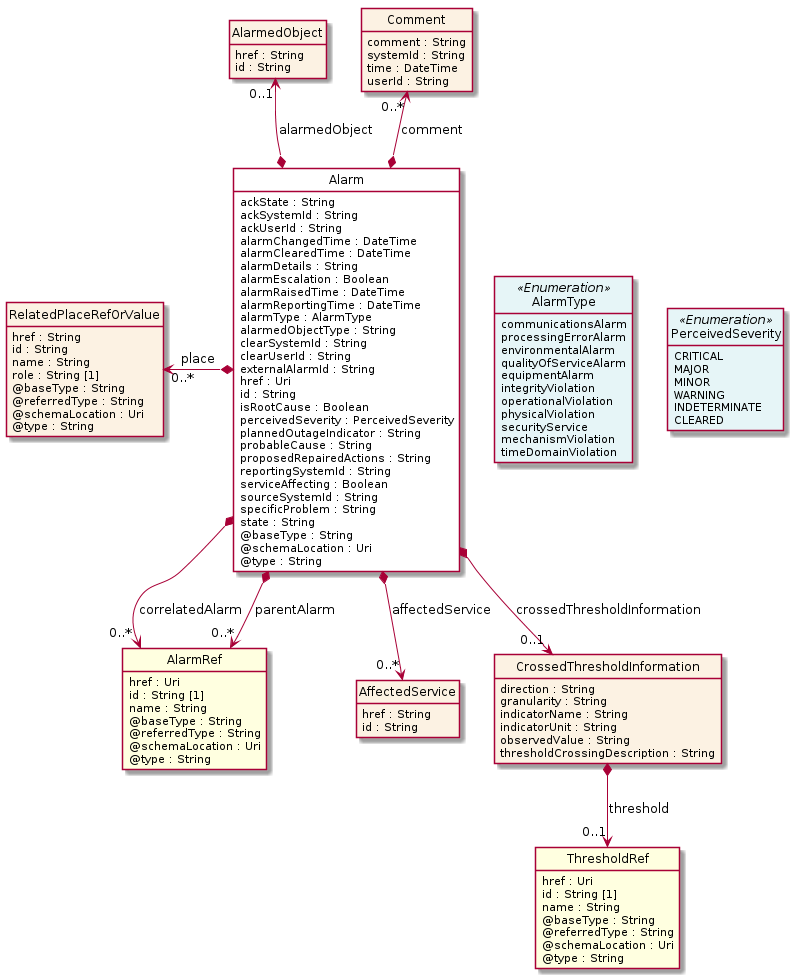 AlarmedObject
href : String
id : String
Comment
comment : String
systemId : String
time : DateTime
userId : String
0..1
alarmedObject
0..*
comment
Alarm
ackState : String
ackSystemId : String
ackUserId : String
alarmChangedTime : DateTime
alarmClearedTime : DateTime
alarmDetails : String
alarmEscalation : Boolean
alarmRaisedTime : DateTime
alarmReportingTime : DateTime
alarmType : AlarmType
alarmedObjectType : String
clearSystemId : String
clearUserId : String
externalAlarmId : String
href : Uri
id : String
isRootCause : Boolean
perceivedSeverity : PerceivedSeverity
plannedOutageIndicator : String
probableCause : String
proposedRepairedActions : String
reportingSystemId : String
serviceAffecting : Boolean
sourceSystemId : String
specificProblem : String
state : String
@baseType : String
@schemaLocation : Uri
@type : String
RelatedPlaceRefOrValue
href : String
id : String
name : String
role : String [1]
@baseType : String
@referredType : String
@schemaLocation : Uri
@type : String
place
0..*
«Enumeration»
AlarmType
communicationsAlarm
processingErrorAlarm
environmentalAlarm
qualityOfServiceAlarm
equipmentAlarm
integrityViolation
operationalViolation
physicalViolation
securityService
mechanismViolation
timeDomainViolation
«Enumeration»
PerceivedSeverity
CRITICAL
MAJOR
MINOR
WARNING
INDETERMINATE
CLEARED
correlatedAlarm
0..*
parentAlarm
0..*
affectedService
0..*
crossedThresholdInformation
0..1
AlarmRef
href : Uri
id : String [1]
name : String
@baseType : String
@referredType : String
@schemaLocation : Uri
@type : String
AffectedService
href : String
id : String
CrossedThresholdInformation
direction : String
granularity : String
indicatorName : String
indicatorUnit : String
observedValue : String
thresholdCrossingDescription : String
threshold
0..1
ThresholdRef
href : Uri
id : String [1]
name : String
@baseType : String
@referredType : String
@schemaLocation : Uri
@type : String